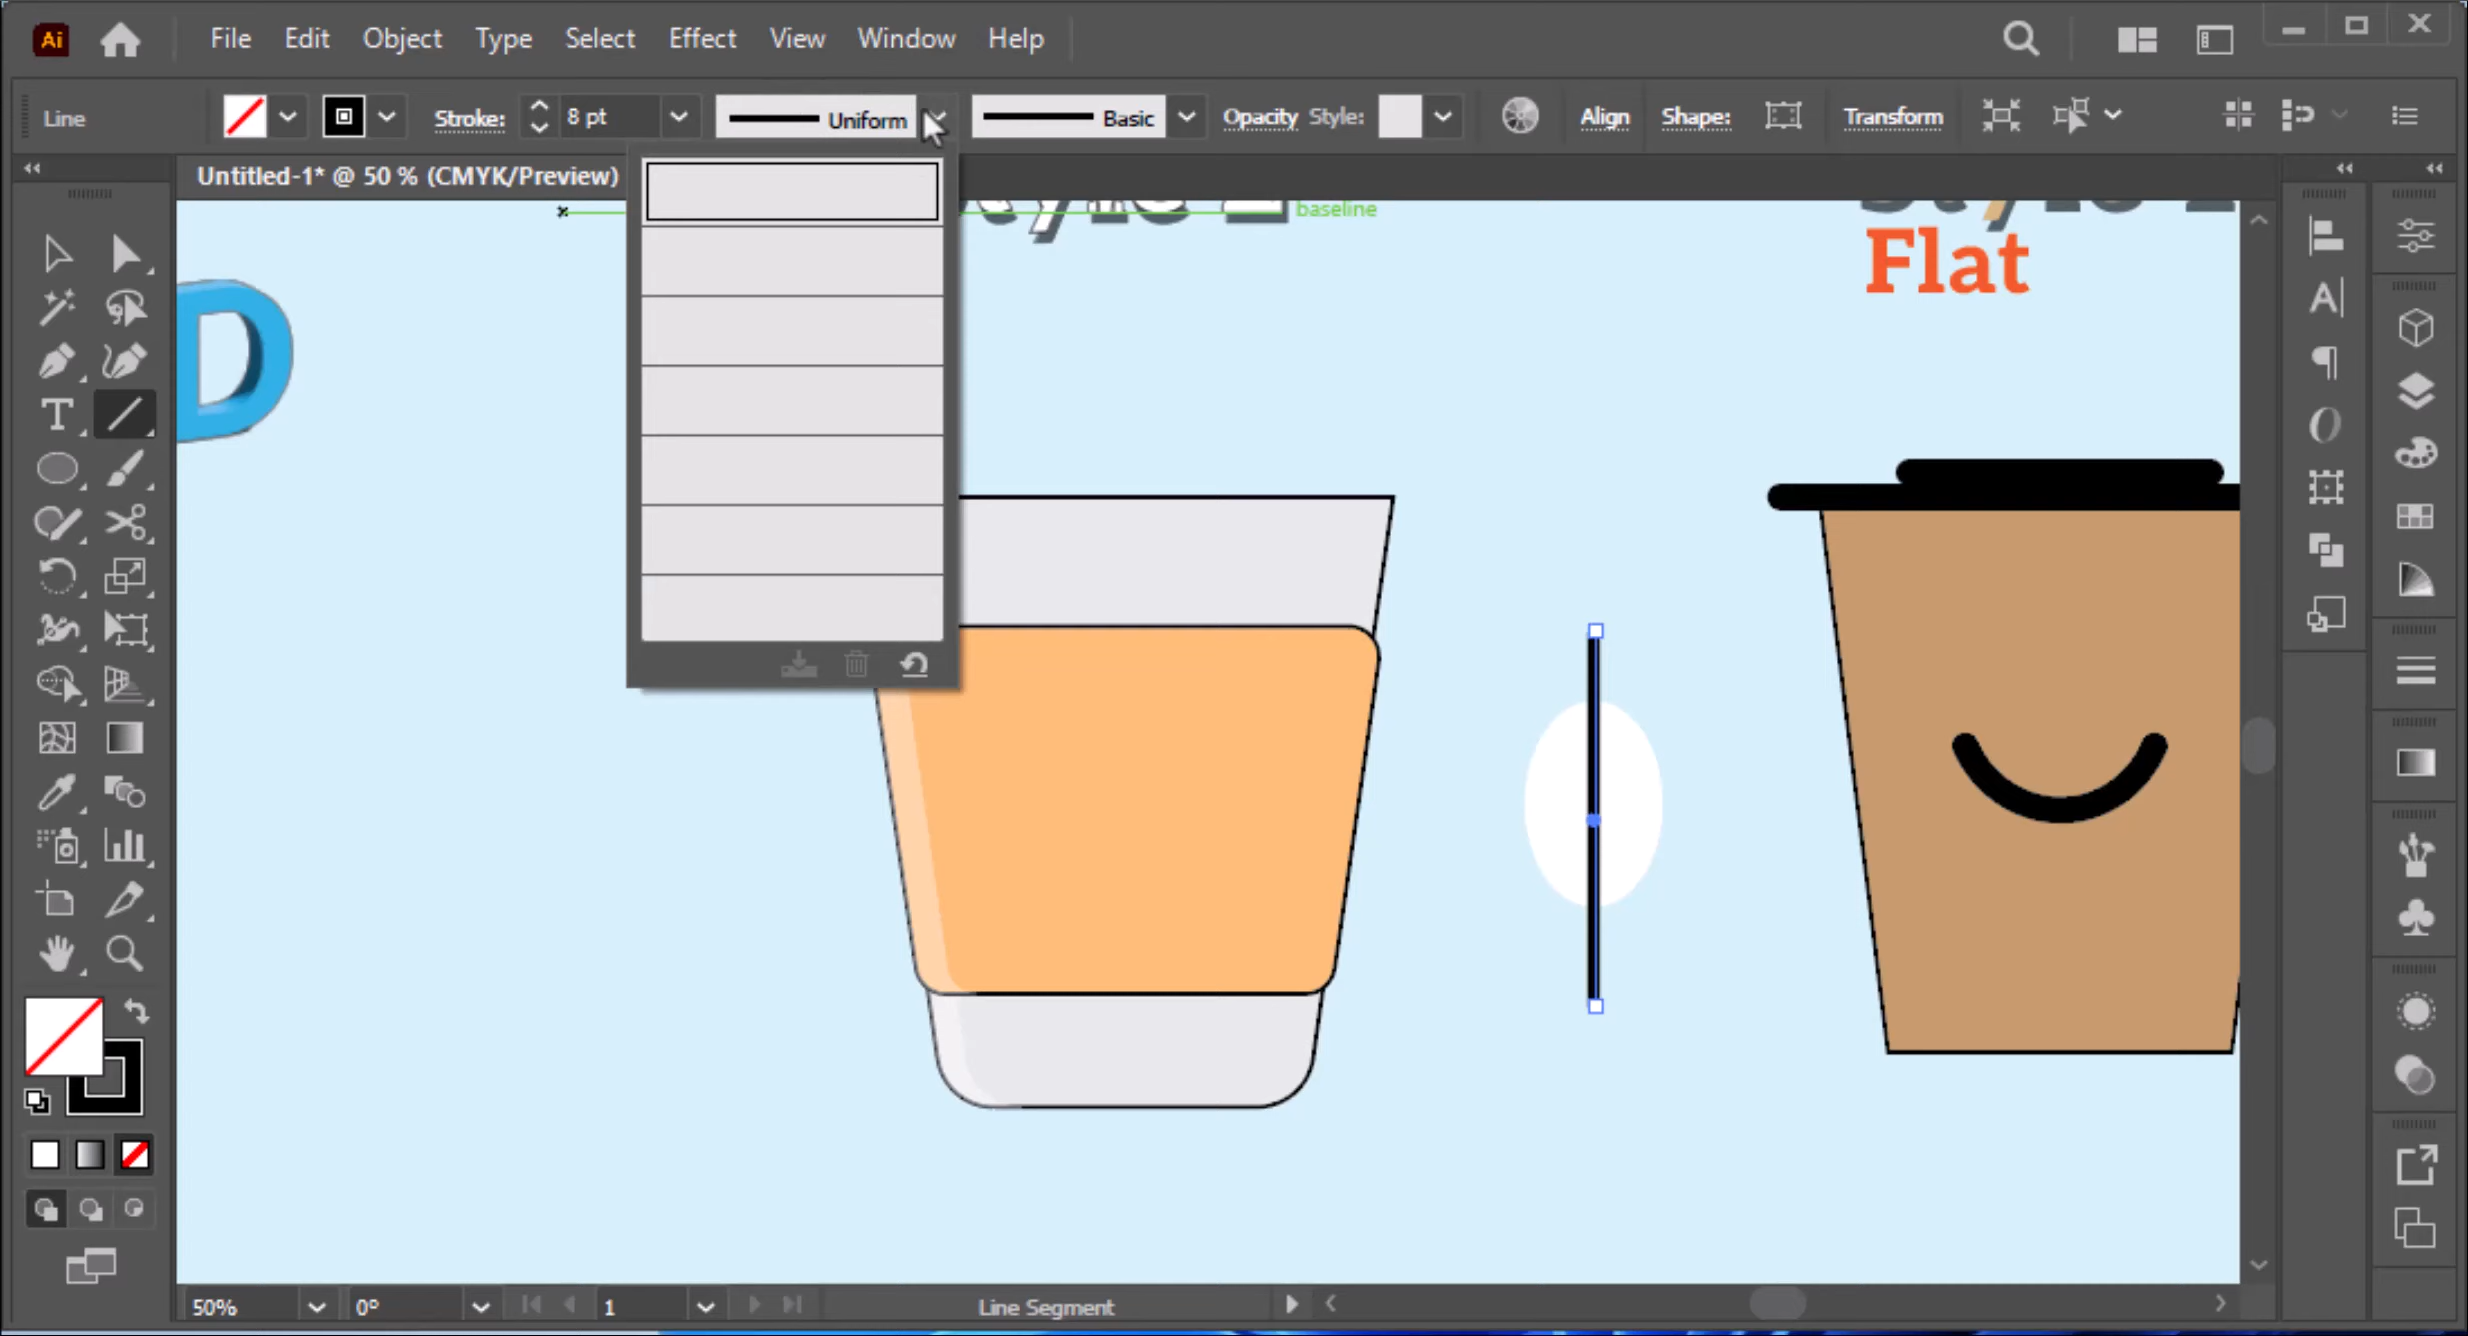 Ai File Edit Object Type Select Effect View Window Help
Line Stroke: 8 pt Uniform Basic Opacity Style: Align Shape: Transform
Untitled-1* @ 50 % (CMYK/Preview)
baseline
Flat
D
50% 0° 1 Line Segment